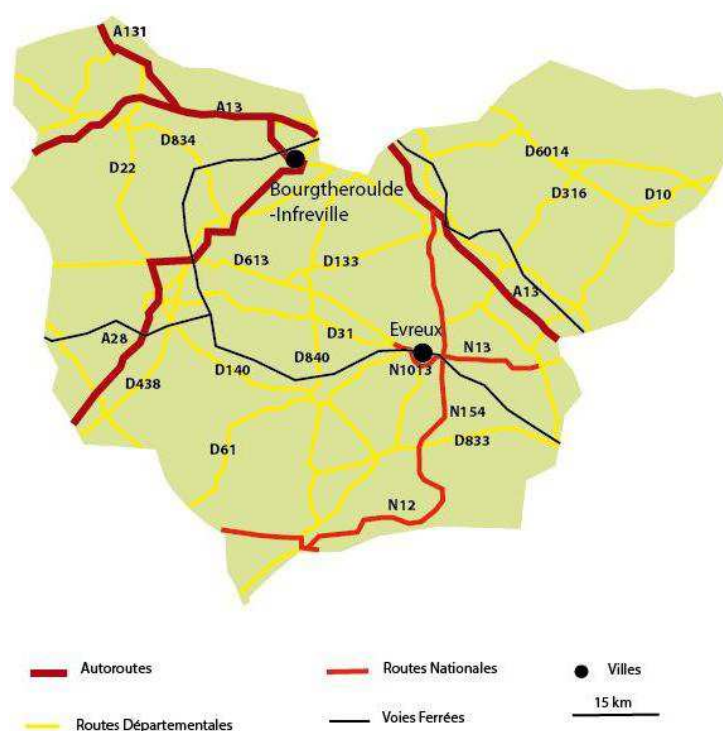 A131
A13
D834
D22
D6014
D316
D10
Bourgtheroulde
-Infreville
D613
D133
A13
D31
Evreux
A28
N13
D140
D840
N1013
D438
N154
D833
D61
N12
Autoroutes
Routes Nationales
Villes
Routes Départementales
Voies Ferrées
15 km